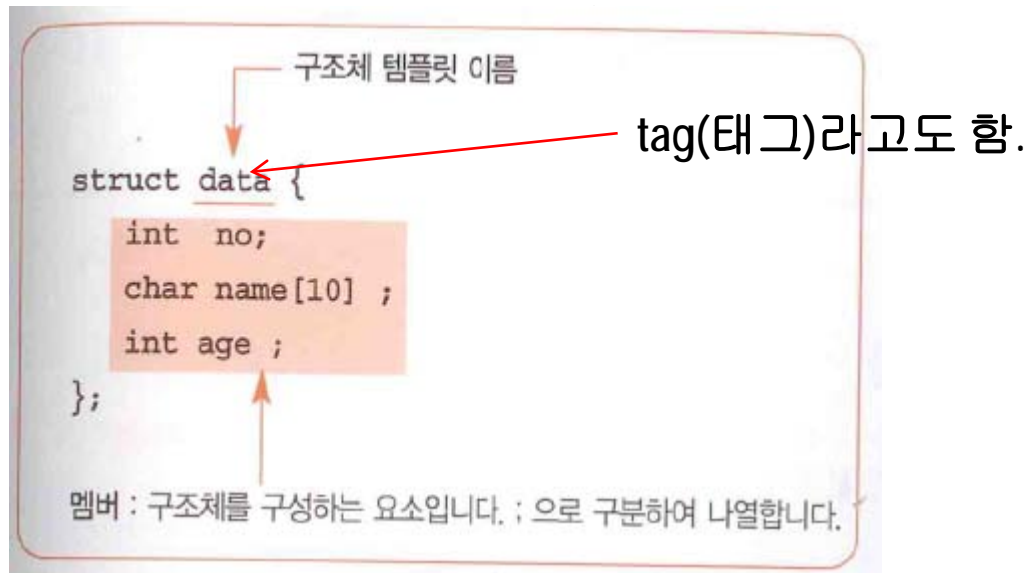 구조체 템플릿 이름
tag(태그)라고도 함.
struct data {
int no;
char name[10] ;
int age ;
};
멤버 : 구조체를 구성하는 요소입니다. ; 으로 구분하여 나열합니다.